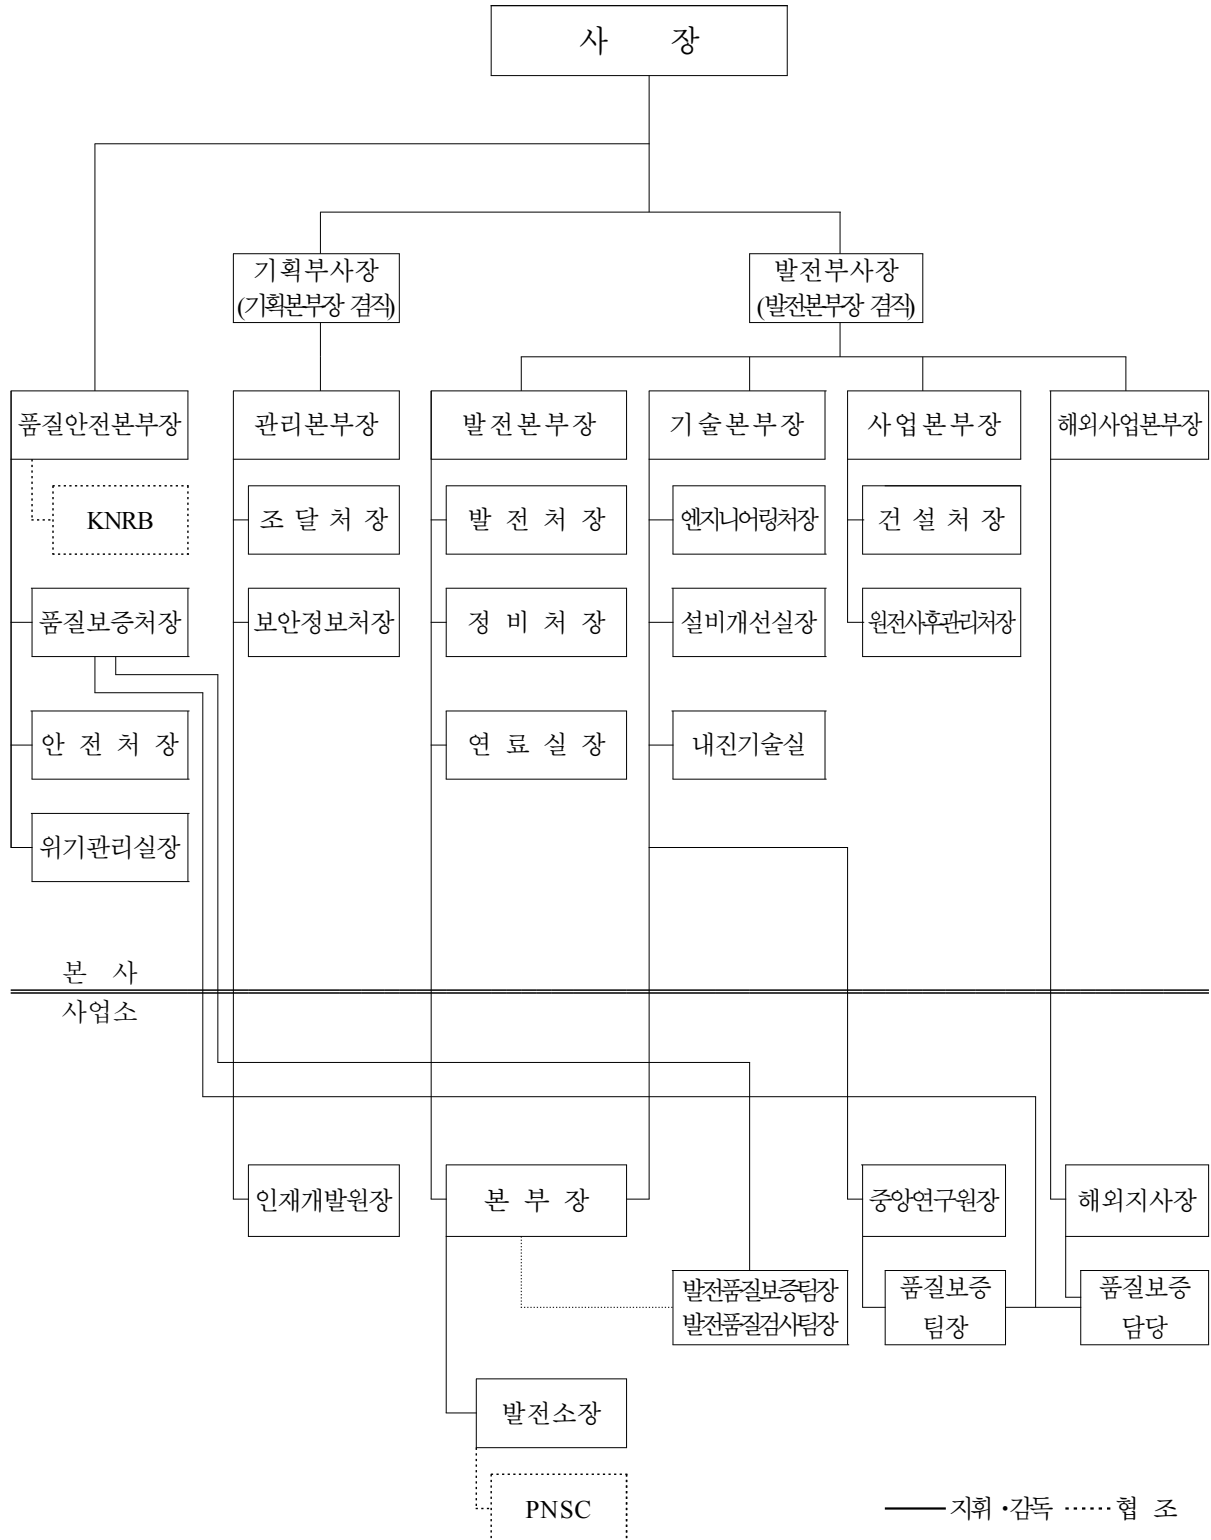 사 장
기획부사장
(기획본부장 겸직)
발전부사장
(발전본부장 겸직)
품질안전본부장
관리본부장
발전본부장
기술본부장
사업본부장
해외사업본부장
KNRB
조달처장
발전처장
엔지니어링처장
건설처장
품질보증처장
보안정보처장
정비처장
설비개선실장
원전사후관리처장
안전처장
연료실장
내진기술실
위기관리실장
본 사
사업소
인재개발원장
본부장
중앙연구원장
해외지사장
발전품질보증팀장
발전품질검사팀장
품질보증
팀장
품질보증
담당
발전소장
PNSC
지휘·감독
협 조